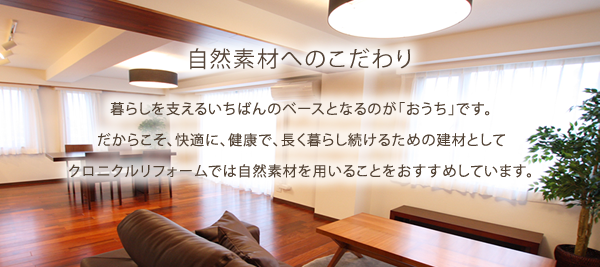 自然素材へのこだわり
暮らしを支えるいちばんのベースとなるのが「おうち」です。
だからこそ、快適に、健康で、長く暮らし続けるための建材として
クロニクルリフォームでは自然素材を用いることをおすすめしています。